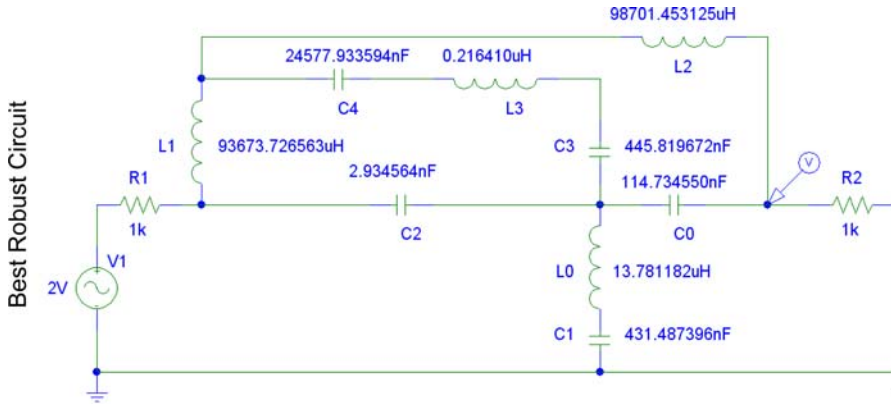 98701.453125uH
L2
24577.933594nF
0.216410uH
C4
L3
L1
93673.726563uH
C3
445.819672nF
2.934564nF
114.734550nF
V
R1
R2
1k
C2
C0
1k
V1
2V
L0
13.781182uH
C1
431.487396nF
Best Robust Circuit